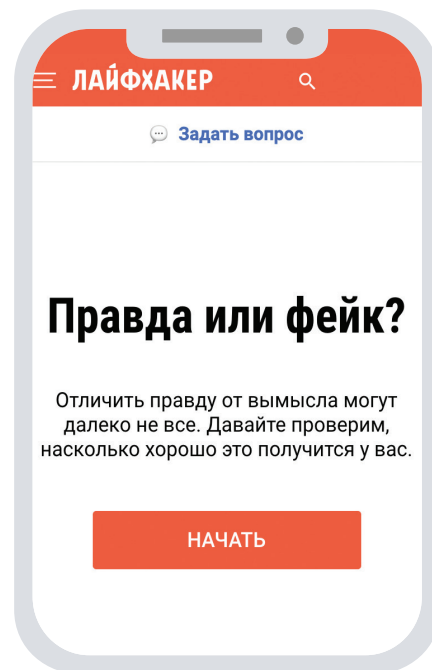 ЛАЙФХАКЕР
Задать вопрос
Правда или фейк?
Отличить правду от вымысла могут
далеко не все. Давайте проверим,
насколько хорошо это получится у вас.
НАЧАТЬ